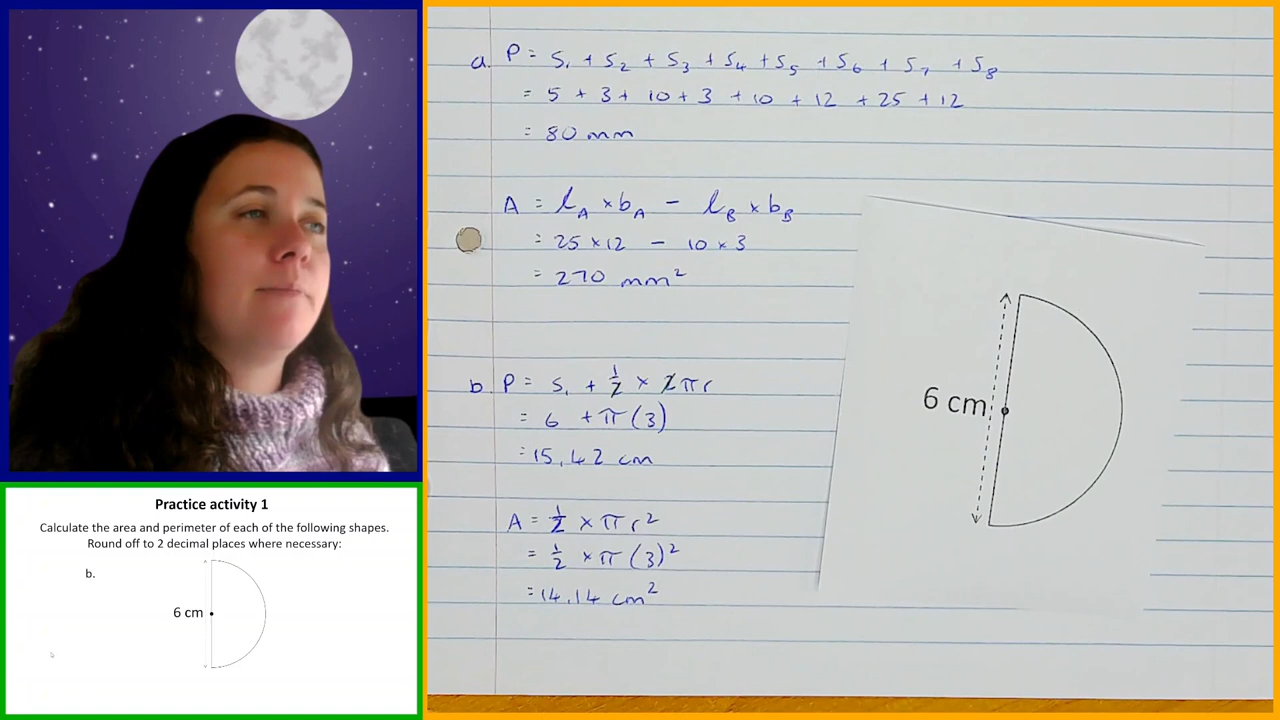 a. P = S₁ + S₂ + S₃ + S₄ + S₅ + S₆ + S₇ + S₈
= 5 + 3 + 10 + 3 + 10 + 12 + 25 + 12
= 80 mm
A = l_A × b_A - l_B × b_B
= 25 × 12 - 10 × 3
= 270 mm²
b. P = S₁ + ½ × 2πr
= 6 + π(3)
= 15,42 cm
A = ½ × πr²
= ½ × π(3)²
= 14,14 cm²
6 cm
Practice activity 1
Calculate the area and perimeter of each of the following shapes.
Round off to 2 decimal places where necessary:
b.
6 cm